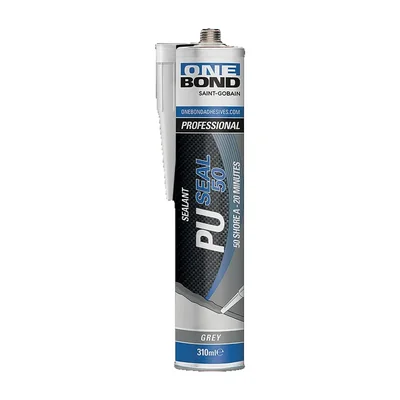 ONE
BOND
SAINT-GOBAIN
ONEBONDADHESIVES.COM
PROFESSIONAL
SEALANT
PU SEAL
50
50 SHORE A - 20 MINUTES
GREY
310ml℮